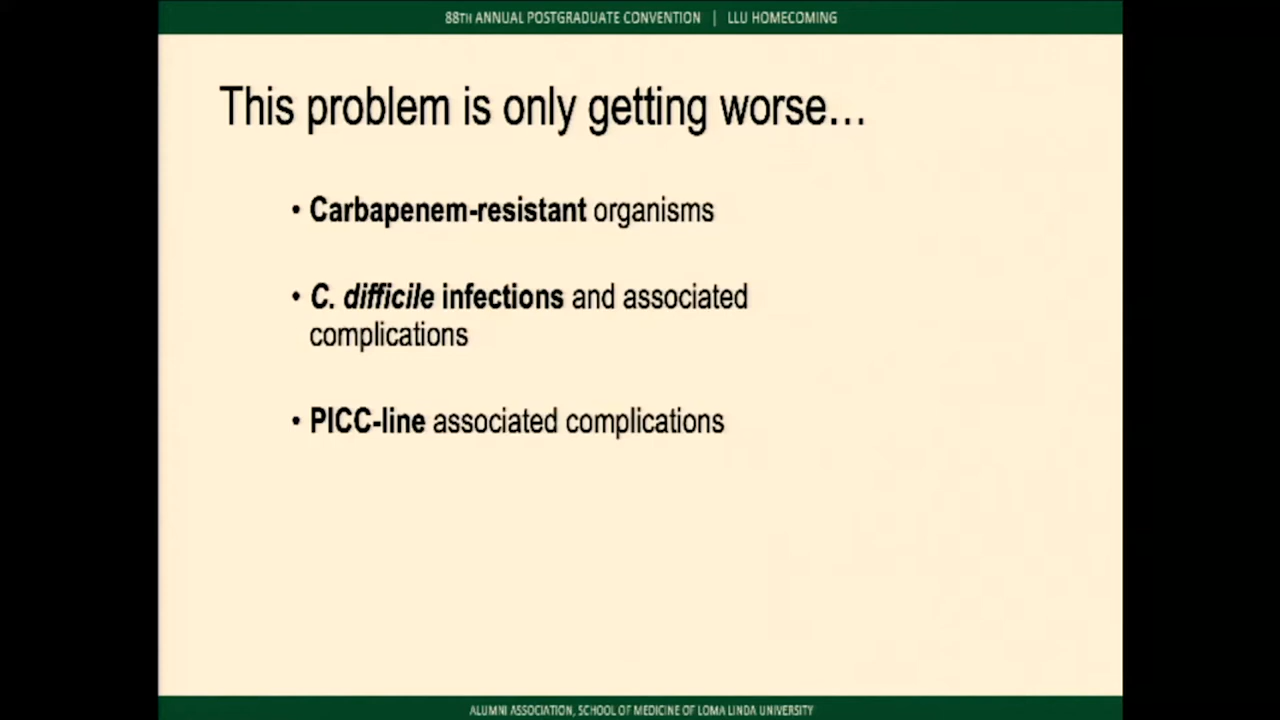 88TH ANNUAL POSTGRADUATE CONVENTION | LLU HOMECOMING
This problem is only getting worse…
• Carbapenem-resistant organisms
• C. difficile infections and associated
complications
• PICC-line associated complications
ALUMNI ASSOCIATION, SCHOOL OF MEDICINE OF LOMA LINDA UNIVERSITY